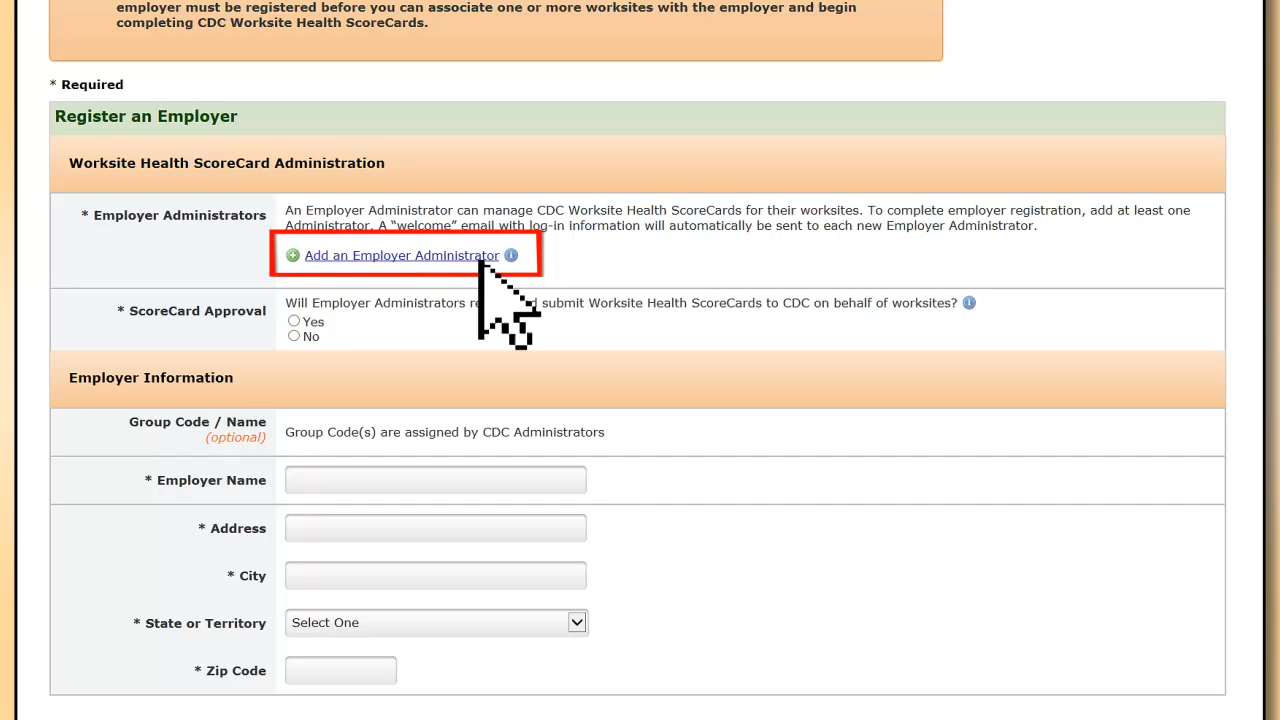 employer must be registered before you can associate one or more worksites with the employer and begin
completing CDC Worksite Health ScoreCards.
* Required
Register an Employer
Worksite Health ScoreCard Administration
* Employer Administrators
An Employer Administrator can manage CDC Worksite Health ScoreCards for their worksites. To complete employer registration, add at least one
Administrator. A “welcome” email with log-in information will automatically be sent to each new Employer Administrator.
Add an Employer Administrator
* ScoreCard Approval
Will Employer Administrators submit Worksite Health ScoreCards to CDC on behalf of worksites?
Yes
No
Employer Information
Group Code / Name
(optional)
Group Code(s) are assigned by CDC Administrators
* Employer Name
* Address
* City
* State or Territory
Select One
* Zip Code